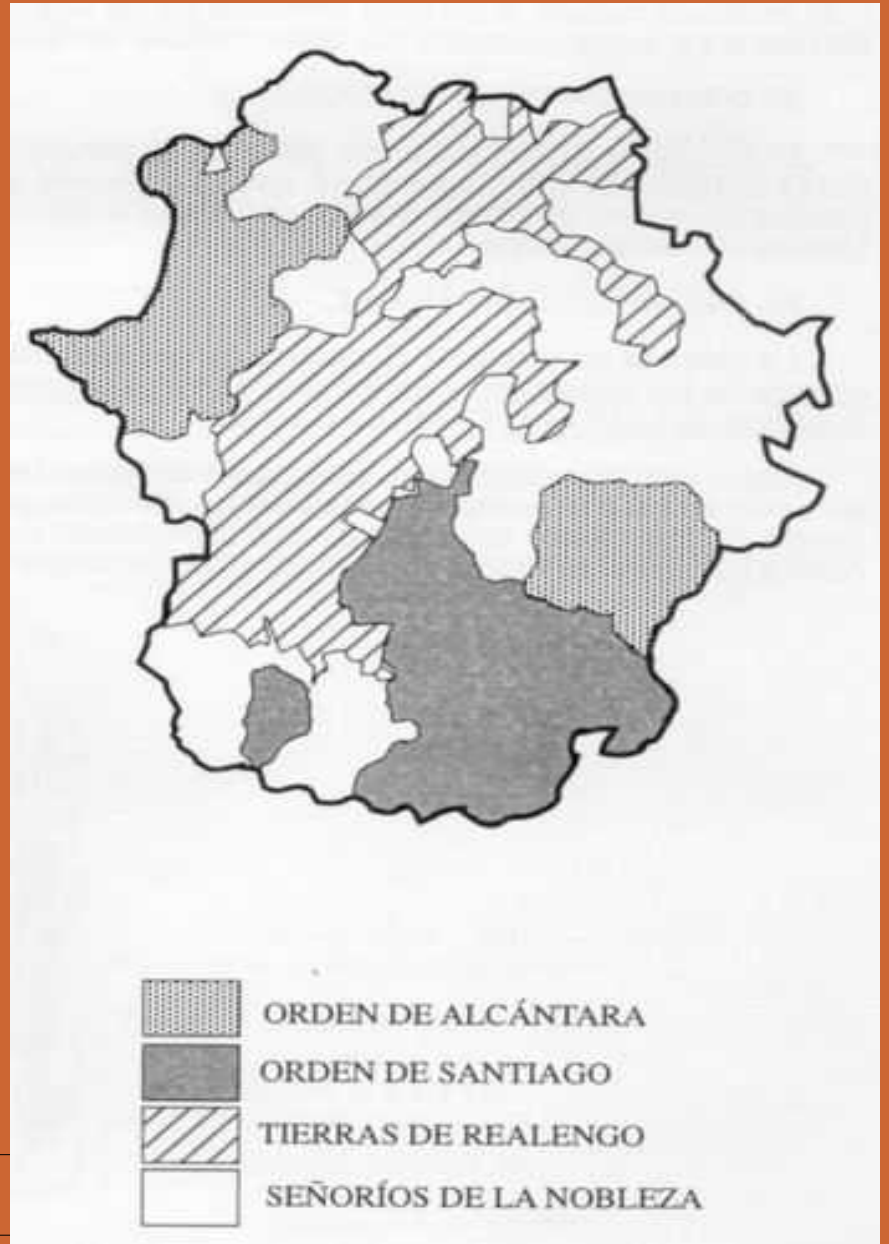 ORDEN DE ALCÁNTARA
ORDEN DE SANTIAGO
TIERRAS DE REALENGO
SEÑORÍOS DE LA NOBLEZA